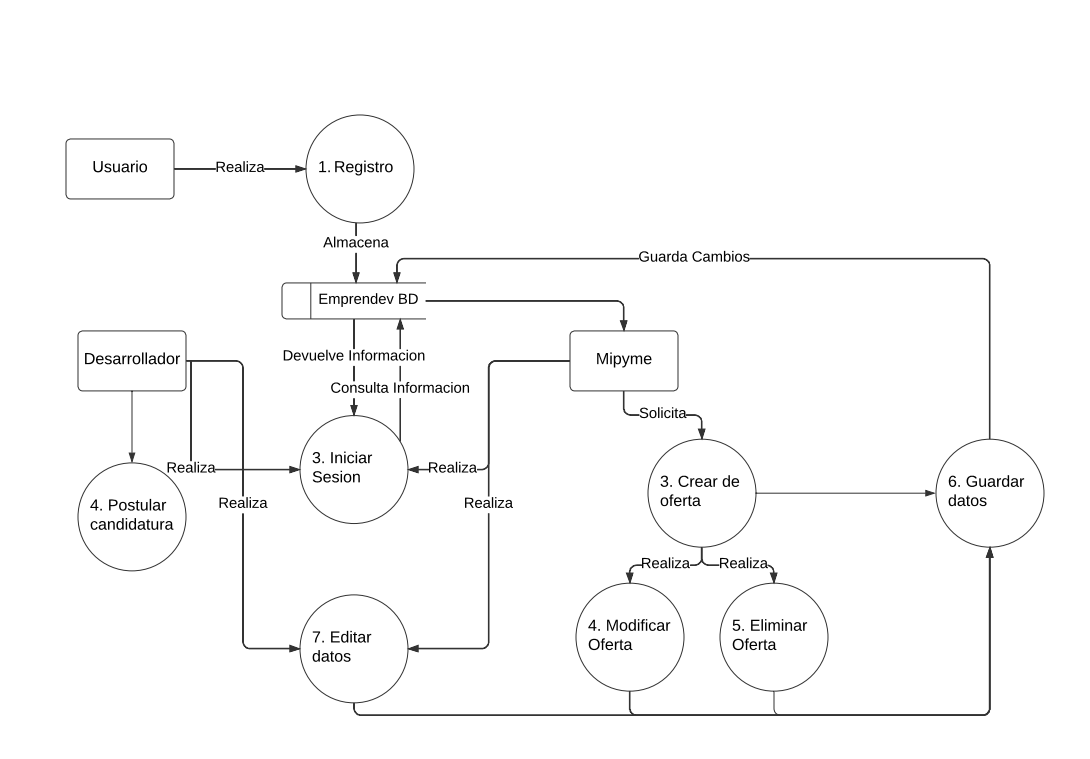 Usuario
Realiza
1. Registro
Almacena
Guarda Cambios
Emprendev BD
Desarrollador
Devuelve Informacion
Mipyme
Consulta Informacion
Solicita
Realiza
3. Iniciar
Sesion
Realiza
3. Crear de
oferta
6. Guardar
datos
4. Postular
candidatura
Realiza
Realiza
Realiza
Realiza
7. Editar
datos
4. Modificar
Oferta
5. Eliminar
Oferta